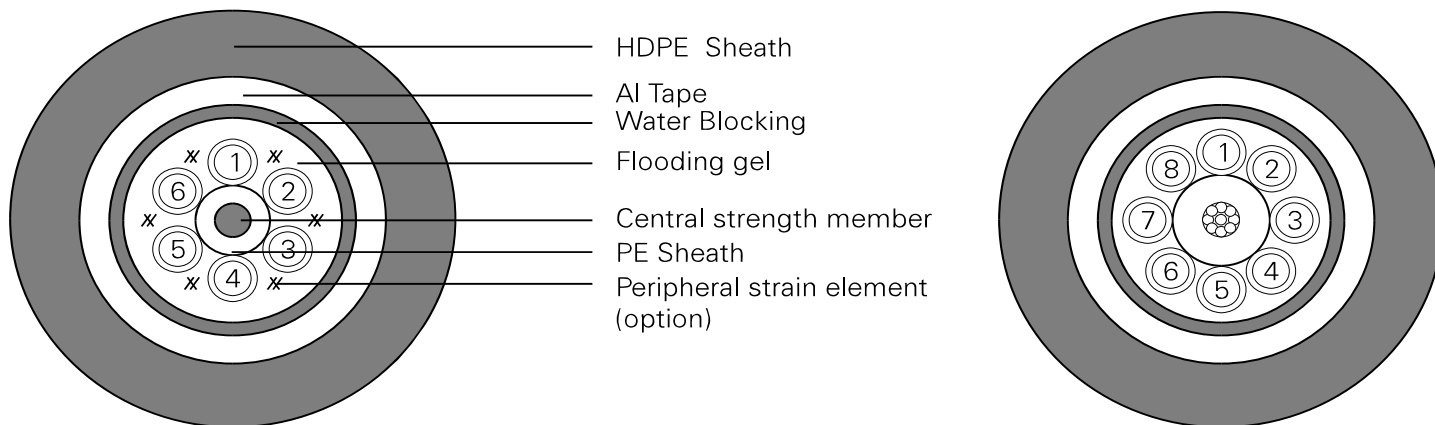 HDPE Sheath
Al Tape
Water Blocking
Flooding gel
Central strength member
PE Sheath
Peripheral strain element
(option)
1
2
3
4
5
6
1
2
3
4
5
6
7
8